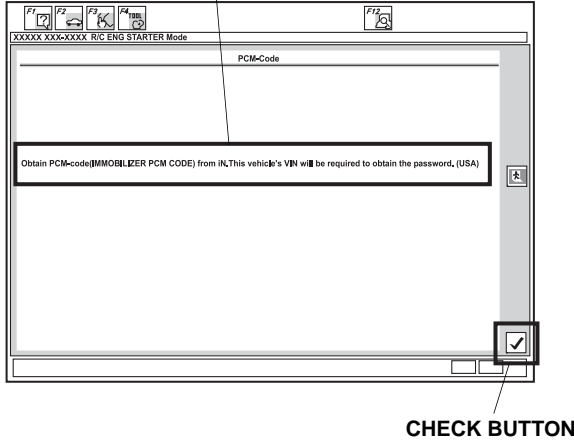 F1 F2 F3 F4 TOOL F12
XXXXX XXX-XXXX R/C ENG STARTER Mode
PCM-Code
Obtain PCM-code(IMMOBILIZER PCM CODE) from iN.This vehicle's VIN will be required to obtain the password. (USA)
CHECK BUTTON